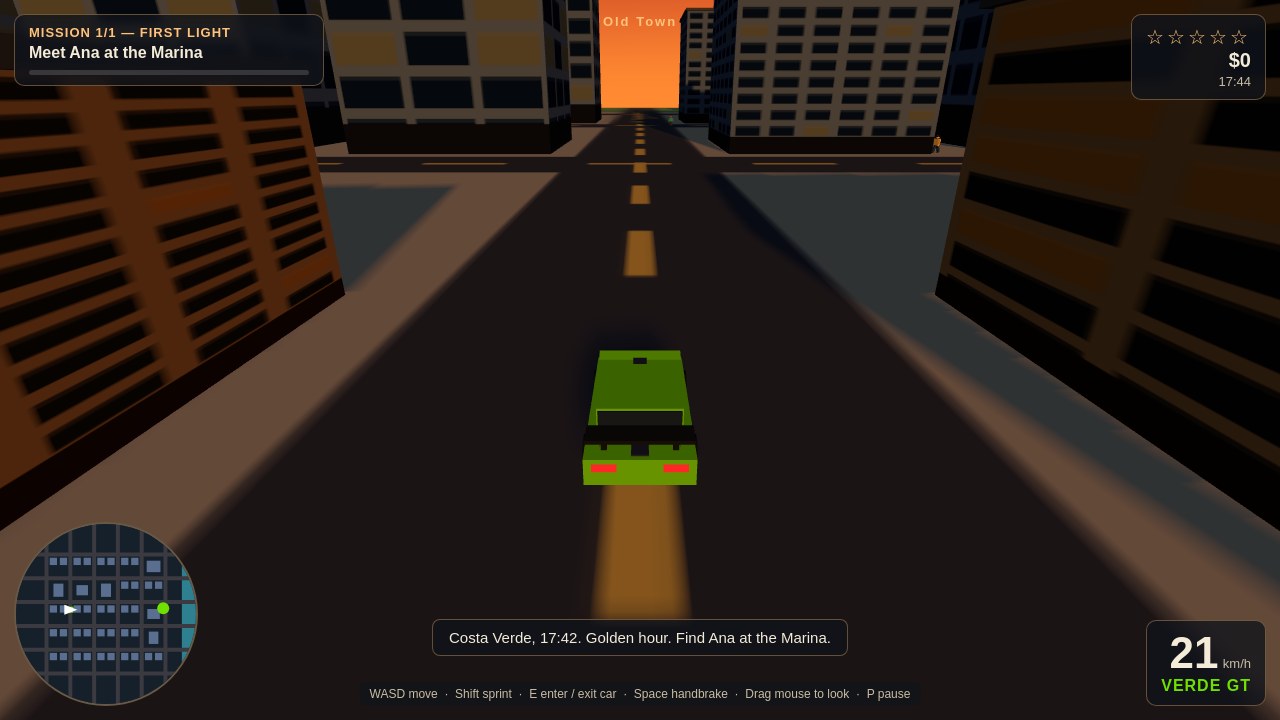 MISSION 1/1 — FIRST LIGHT
Meet Ana at the Marina
Old Town
☆☆☆☆☆
$0
17:44
Costa Verde, 17:42. Golden hour. Find Ana at the Marina.
WASD move · Shift sprint · E enter / exit car · Space handbrake · Drag mouse to look · P pause
21 km/h
VERDE GT